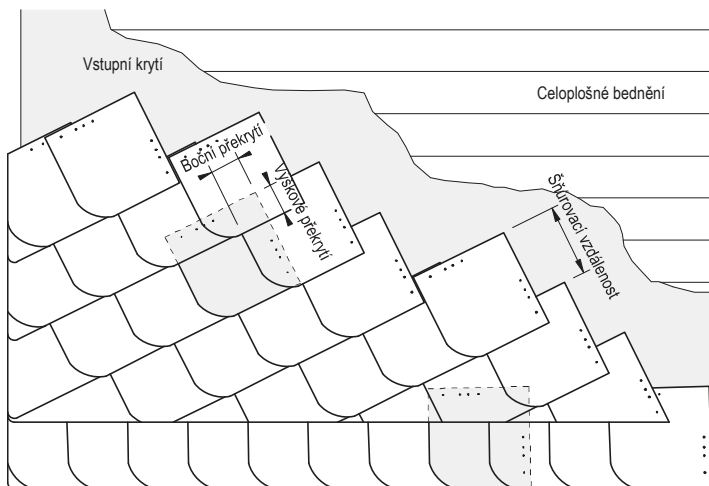 Vstupní krytí
Celoplošné bednění
Boční překrytí
Výškové překrytí
Šňůrovací vzdálenost